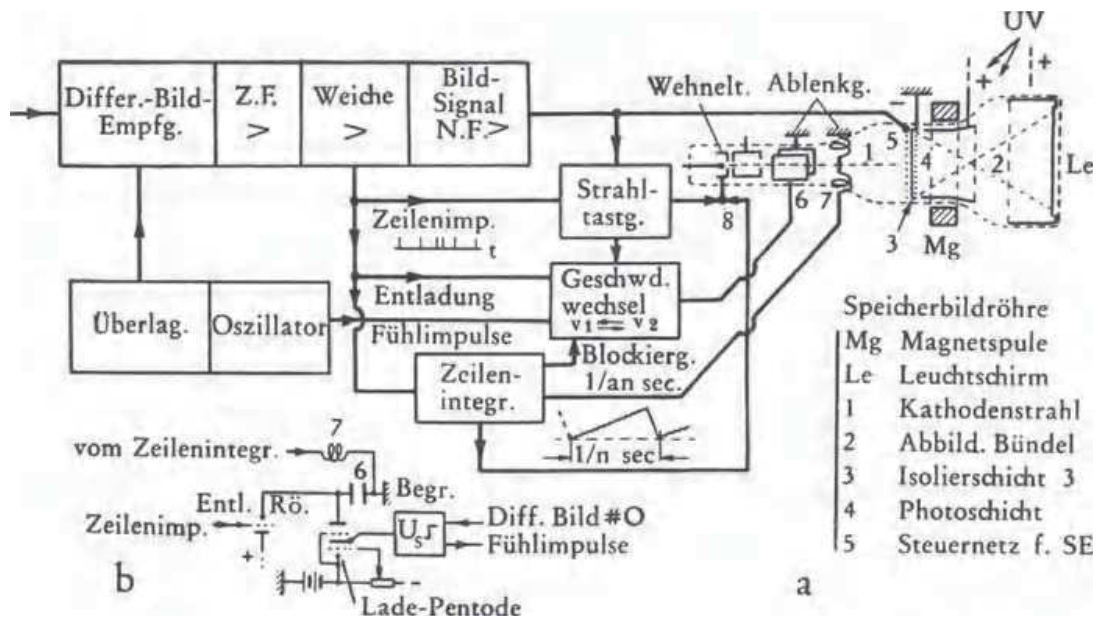 UV
+
+
Differ.-Bild-
Empfg.
Z.F.
>
Weiche
>
Bild-
Signal
N.F.>
Wehnelt.
Ablenkg.
–
5
1
4
2
Le
6
7
8
3
Mg
Strahl-
tastg.
Zeilenimp.
t
Geschwd.
wechsel
v1 ⇆ v2
Entladung
Fühlimpulse
Überlag.
Oszillator
Blockierg.
1/an sec.
Zeilen-
integr.
1/n sec
Speicherbildröhre
Mg Magnetspule
Le Leuchtschirm
1 Kathodenstrahl
2 Abbild. Bündel
3 Isolierschicht 3
4 Photoschicht
5 Steuernetz f. SE
a
7
vom Zeilenintegr.
6
Begr.
Entl.
Rö.
Zeilenimp.
+
Us
Diff. Bild #O
Fühlimpulse
–
b
Lade-Pentode